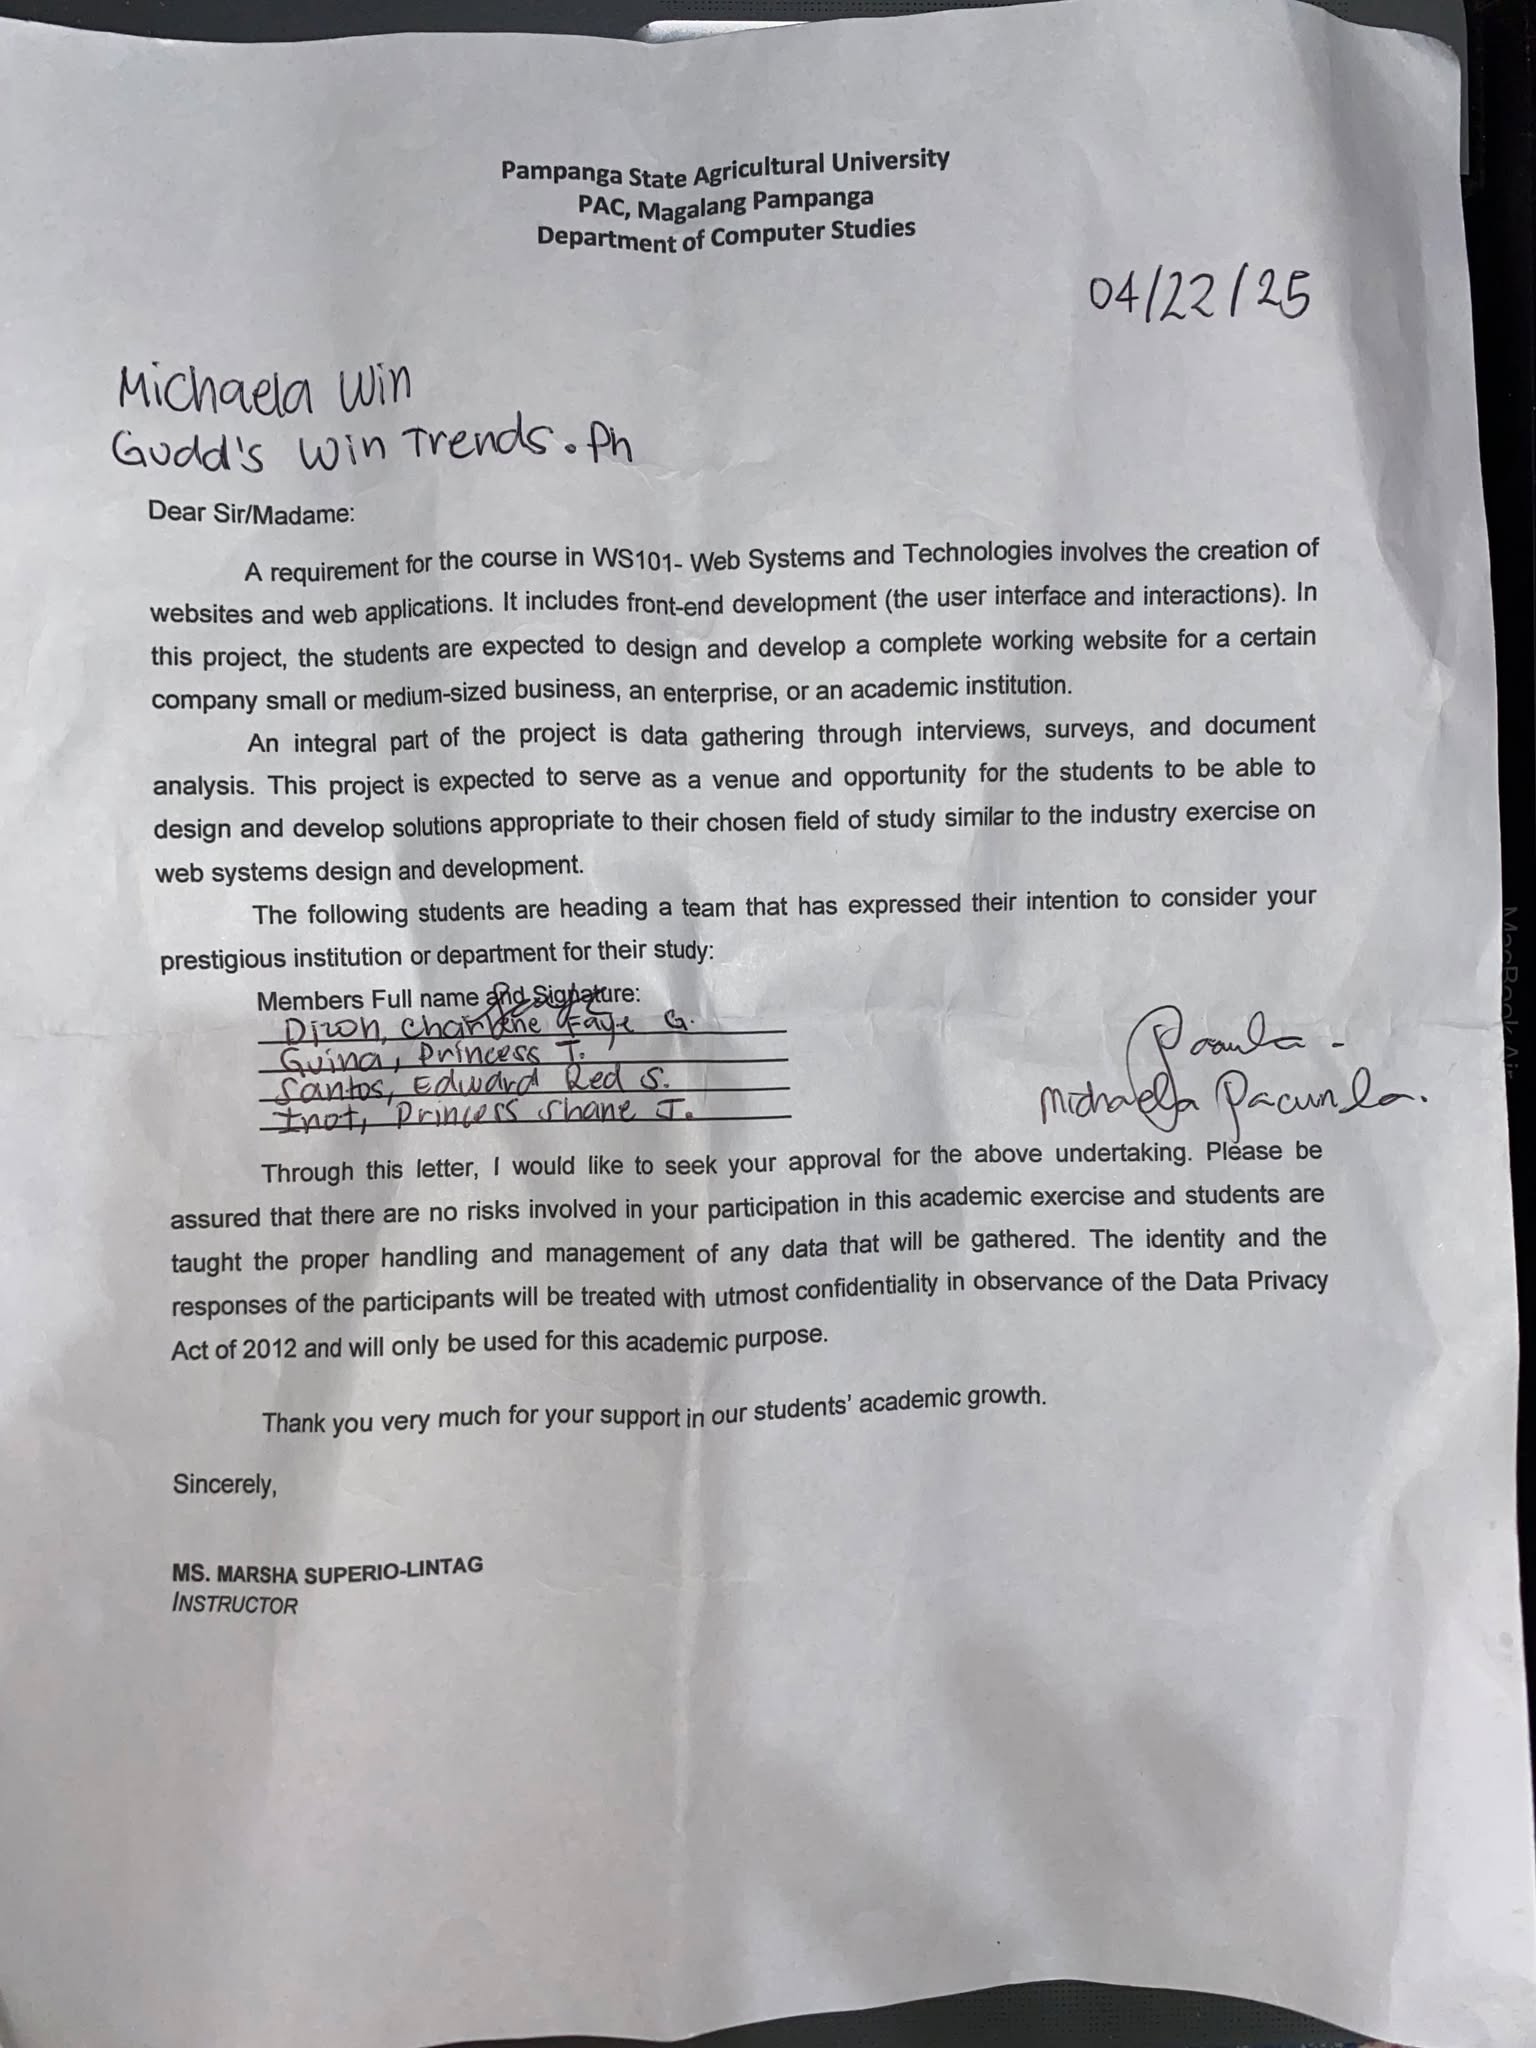 Pampanga State Agricultural University
PAC, Magalang Pampanga
Department of Computer Studies
04/22/25
Michaela Win
Gudd's Win Trends.Ph
Dear Sir/Madame:
A requirement for the course in WS101- Web Systems and Technologies involves the creation of
websites and web applications. It includes front-end development (the user interface and interactions). In
this project, the students are expected to design and develop a complete working website for a certain
company small or medium-sized business, an enterprise, or an academic institution.
An integral part of the project is data gathering through interviews, surveys, and document
analysis. This project is expected to serve as a venue and opportunity for the students to be able to
design and develop solutions appropriate to their chosen field of study similar to the industry exercise on
web systems design and development.
The following students are heading a team that has expressed their intention to consider your
prestigious institution or department for their study:
Members Full name and Signature:
Dizon, Charlene Faye G.
Guina, Princess T.
Santos, Edward Red S.
Inot, Princess Shane J.
Michaella Pacunla.
Through this letter, I would like to seek your approval for the above undertaking. Please be
assured that there are no risks involved in your participation in this academic exercise and students are
taught the proper handling and management of any data that will be gathered. The identity and the
responses of the participants will be treated with utmost confidentiality in observance of the Data Privacy
Act of 2012 and will only be used for this academic purpose.
Thank you very much for your support in our students' academic growth.
Sincerely,
MS. MARSHA SUPERIO-LINTAG
INSTRUCTOR
MacBook Air